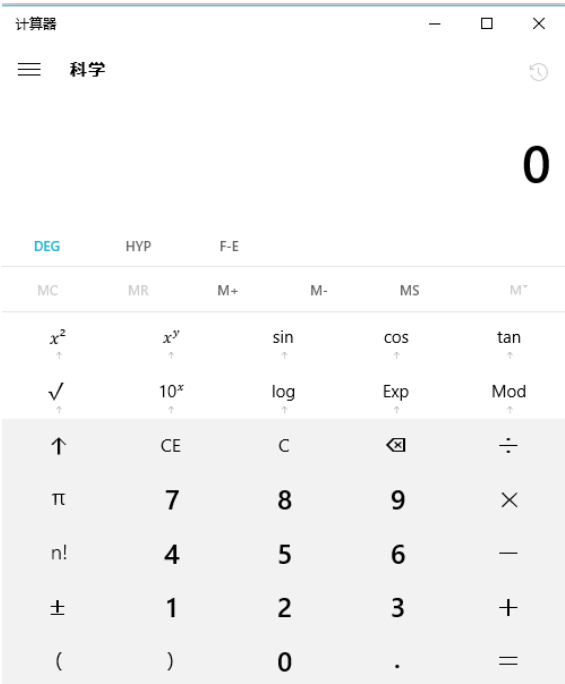 计算器
科学
0
DEG HYP F-E
MC MR M+ M- MS M˅
x² xʸ sin cos tan
√ 10ˣ log Exp Mod
↑ CE C ⌫ ÷
π 7 8 9 ×
n! 4 5 6 −
± 1 2 3 +
( ) 0 . =